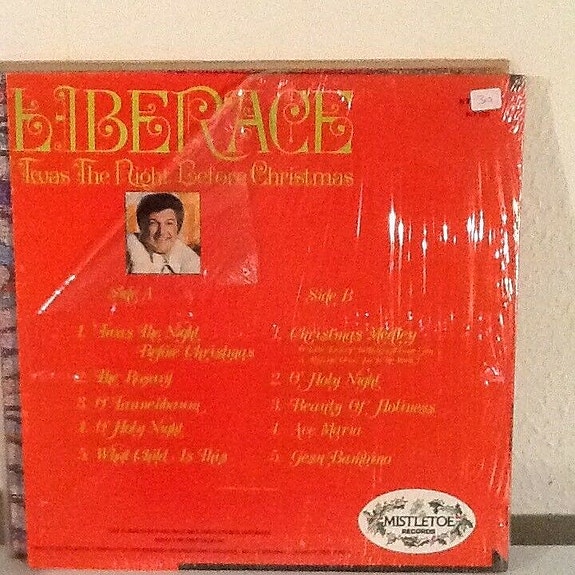 LIBERACE
'Twas The Night Before Christmas
Side A
1. 'Twas The Night
Before Christmas
2. The Rosary
3. O Tannenbaum
4. O Holy Night
5. What Child Is This
Side B
1. Christmas Medley
2. O' Holy Night
3. Beauty Of Holiness
4. Ave Maria
5. Gesu Bambino
MISTLETOE
RECORDS